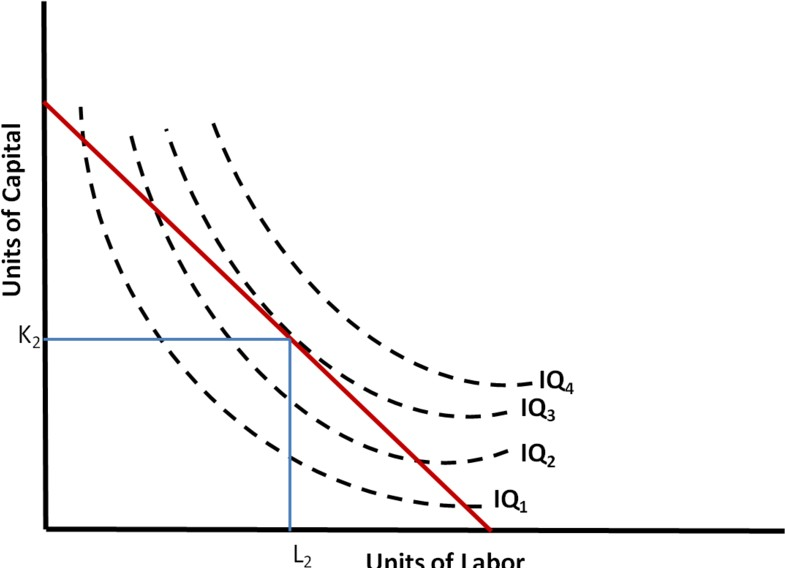 Units of Capital
K₂
IQ₄
IQ₃
IQ₂
IQ₁
L₂
Units of Labor